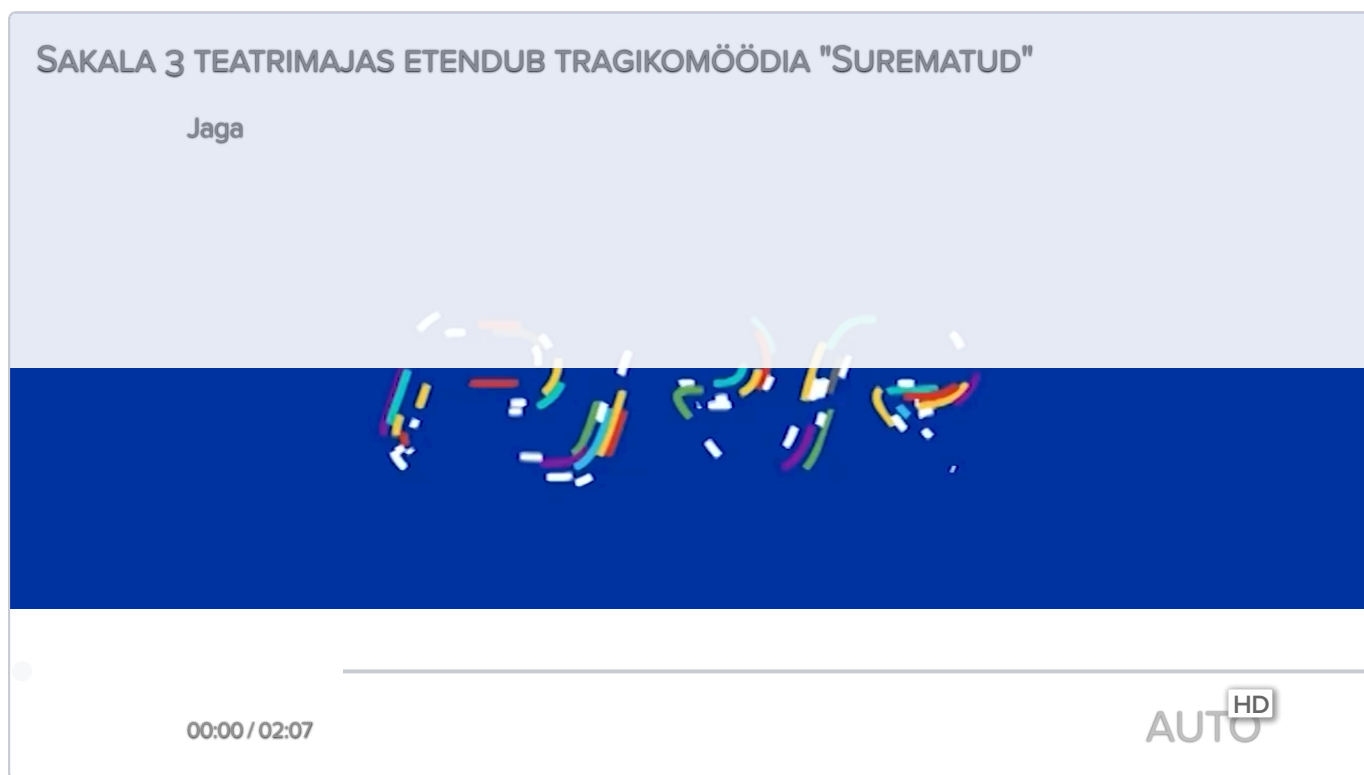 SAKALA 3 TEATRIMAJAS ETENDUB TRAGIKOMÖÖDIA "SUREMATUD"
Jaga
00:00 / 02:07
AUTO
HD